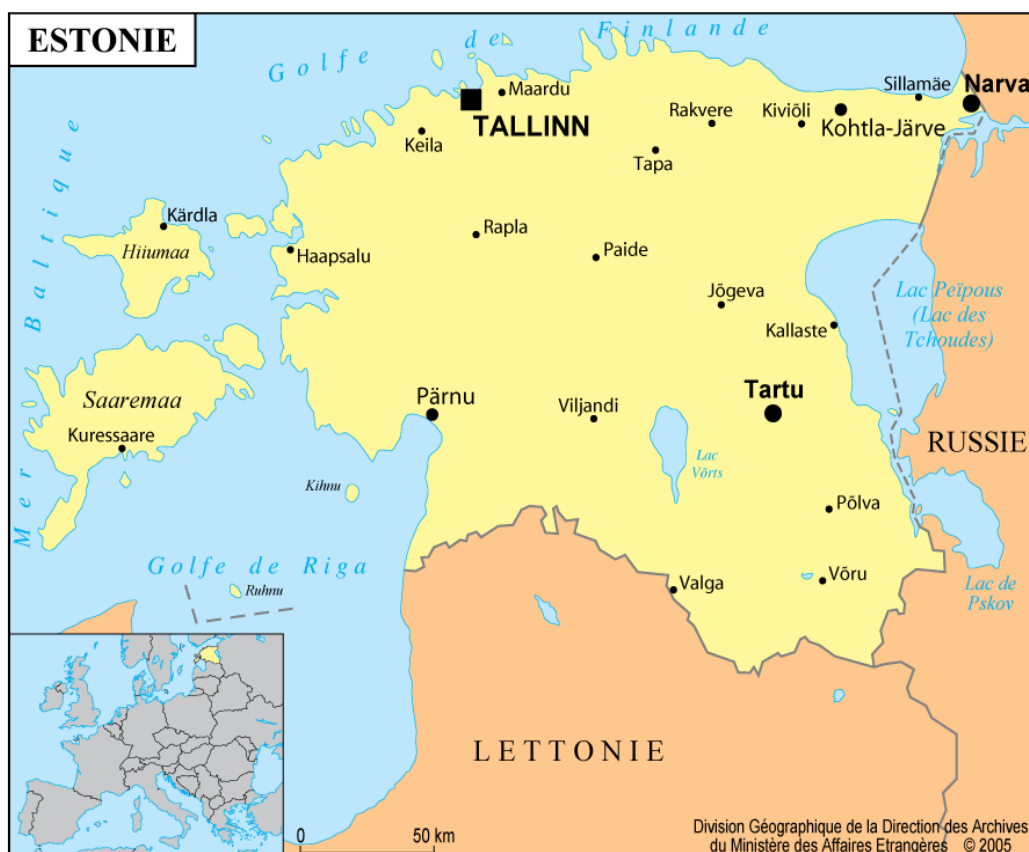 ESTONIE
Golfe de Finlande
Mer Baltique
Maardu
TALLINN
Keila
Rakvere
Kiviõli
Sillamäe
Narva
Kohtla-Järve
Tapa
Kärdla
Hiiumaa
Haapsalu
Rapla
Paide
Jõgeva
Kallaste
Lac Peïpous
(Lac des
Tchoudes)
Saaremaa
Kuressaare
Pärnu
Viljandi
Tartu
Lac
Võrts
RUSSIE
Kihnu
Põlva
Golfe de Riga
Ruhnu
Valga
Võru
Lac de
Pskov
LETTONIE
0 50 km
Division Géographique de la Direction des Archives
du Ministère des Affaires Etrangères © 2005